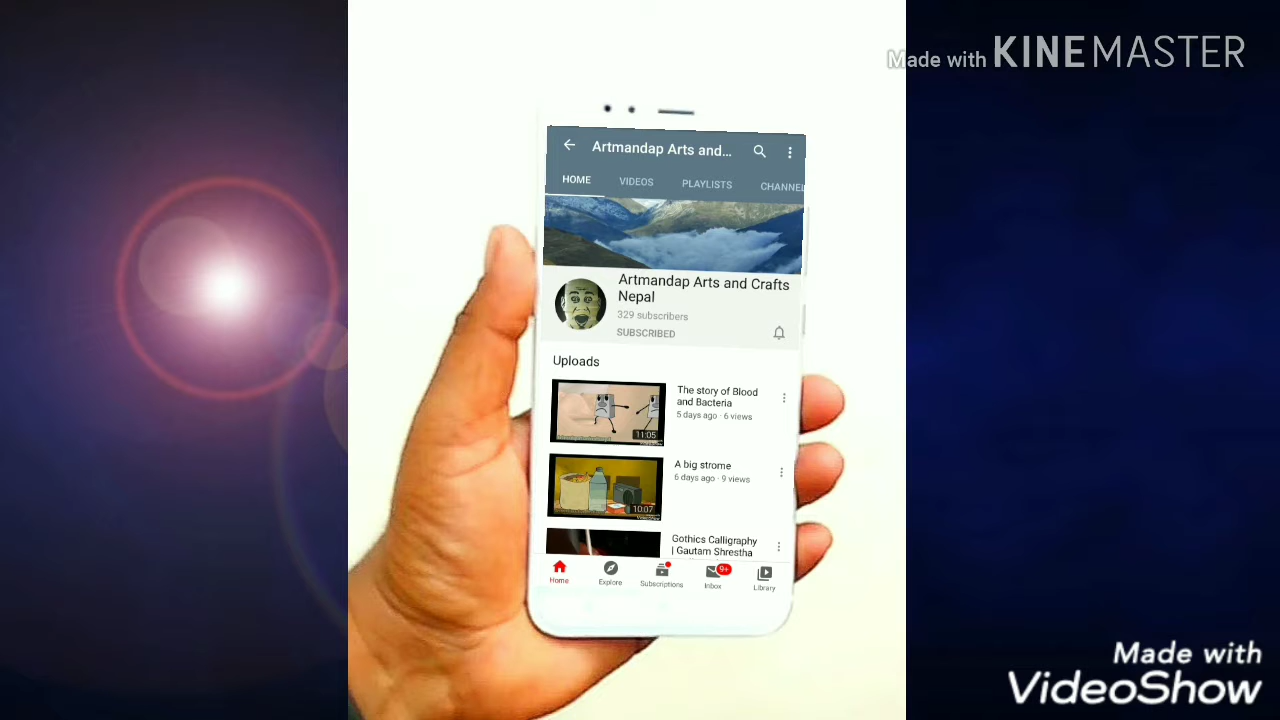 Made with KINEMASTER
Artmandap Arts and...
HOME VIDEOS PLAYLISTS CHANNEL
Artmandap Arts and Crafts
Nepal
329 subscribers
SUBSCRIBED
Uploads
The story of Blood
and Bacteria
5 days ago · 6 views
11:05
A big strome
6 days ago · 9 views
10:07
Gothics Calligraphy
| Gautam Shrestha
9+
Home Explore Subscriptions Inbox Library
Made with
VideoShow